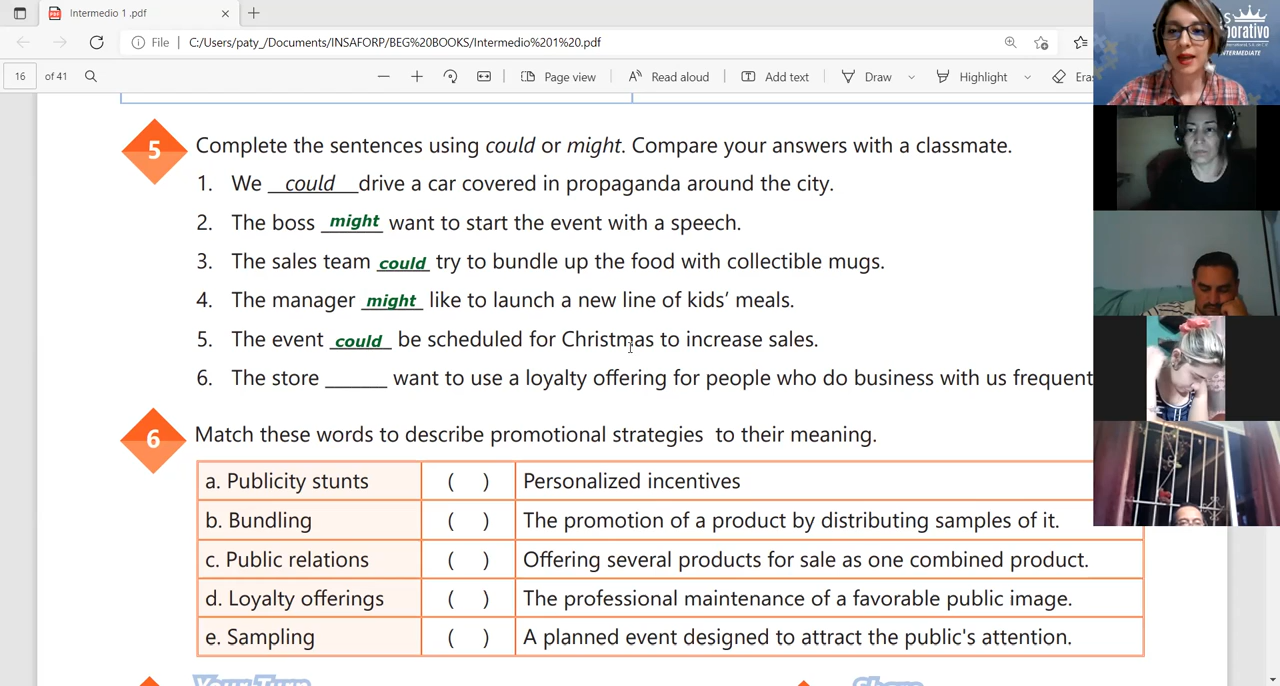 Intermedio 1 .pdf
File C:/Users/paty_/Documents/INSAFORP/BEG%20BOOKS/Intermedio%201%20.pdf
16 of 41 Page view Read aloud Add text Draw Highlight
5 Complete the sentences using could or might. Compare your answers with a classmate.
1. We __could__drive a car covered in propaganda around the city.
2. The boss might want to start the event with a speech.
3. The sales team could try to bundle up the food with collectible mugs.
4. The manager might like to launch a new line of kids' meals.
5. The event could be scheduled for Christmas to increase sales.
6. The store ______ want to use a loyalty offering for people who do business with us frequent
6 Match these words to describe promotional strategies to their meaning.
a. Publicity stunts ( ) Personalized incentives
b. Bundling ( ) The promotion of a product by distributing samples of it.
c. Public relations ( ) Offering several products for sale as one combined product.
d. Loyalty offerings ( ) The professional maintenance of a favorable public image.
e. Sampling ( ) A planned event designed to attract the public's attention.